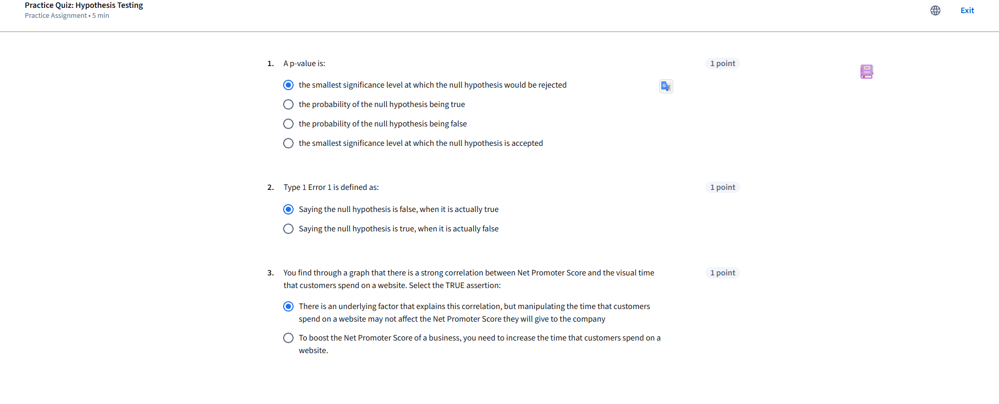 Practice Quiz: Hypothesis Testing
Practice Assignment • 5 min
Exit
1. A p-value is:
1 point
the smallest significance level at which the null hypothesis would be rejected
the probability of the null hypothesis being true
the probability of the null hypothesis being false
the smallest significance level at which the null hypothesis is accepted
2. Type 1 Error 1 is defined as:
1 point
Saying the null hypothesis is false, when it is actually true
Saying the null hypothesis is true, when it is actually false
3. You find through a graph that there is a strong correlation between Net Promoter Score and the visual time
1 point
that customers spend on a website. Select the TRUE assertion:
There is an underlying factor that explains this correlation, but manipulating the time that customers
spend on a website may not affect the Net Promoter Score they will give to the company
To boost the Net Promoter Score of a business, you need to increase the time that customers spend on a
website.